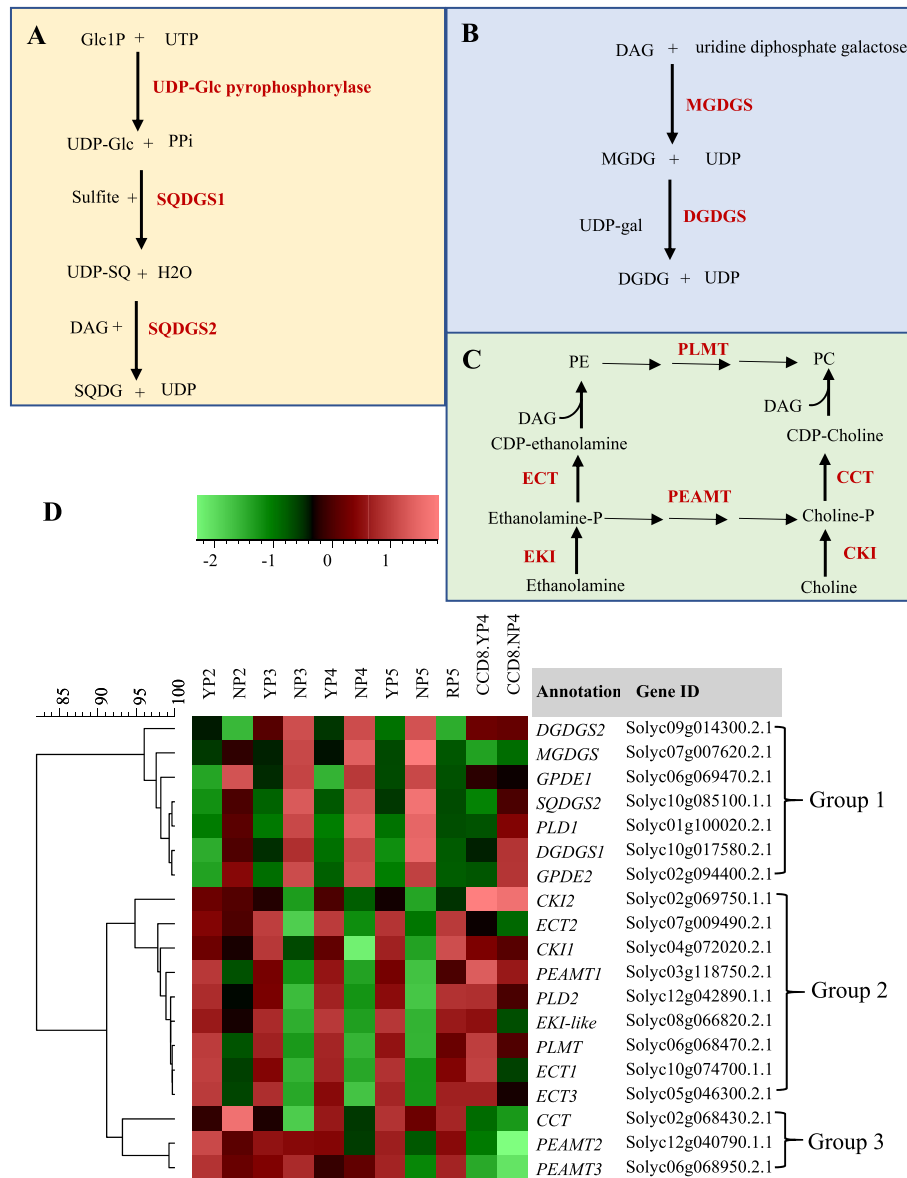 A
Glc1P + UTP
UDP-Glc pyrophosphorylase
UDP-Glc + PPi
Sulfite + SQDGS1
UDP-SQ + H2O
DAG + SQDGS2
SQDG + UDP
B
DAG + uridine diphosphate galactose
MGDGS
MGDG + UDP
UDP-gal DGDGS
DGDG + UDP
C
PE PLMT PC
DAG DAG
CDP-ethanolamine CDP-Choline
ECT PEAMT CCT
Ethanolamine-P Choline-P
EKI CKI
Ethanolamine Choline
D
-2 -1 0 1
85 90 95 100
YP2 NP2 YP3 NP3 YP4 NP4 YP5 NP5 RP5 CCD8.YP4 CCD8.NP4
Annotation Gene ID
DGDGS2 Solyc09g014300.2.1
MGDGS Solyc07g007620.2.1
GPDE1 Solyc06g069470.2.1
SQDGS2 Solyc10g085100.1.1
Group 1
PLD1 Solyc01g100020.2.1
DGDGS1 Solyc10g017580.2.1
GPDE2 Solyc02g094400.2.1
CKI2 Solyc02g069750.1.1
ECT2 Solyc07g009490.2.1
CKI1 Solyc04g072020.2.1
PEAMT1 Solyc03g118750.2.1
PLD2 Solyc12g042890.1.1
Group 2
EKI-like Solyc08g066820.2.1
PLMT Solyc06g068470.2.1
ECT1 Solyc10g074700.1.1
ECT3 Solyc05g046300.2.1
CCT Solyc02g068430.2.1
PEAMT2 Solyc12g040790.1.1
Group 3
PEAMT3 Solyc06g068950.2.1